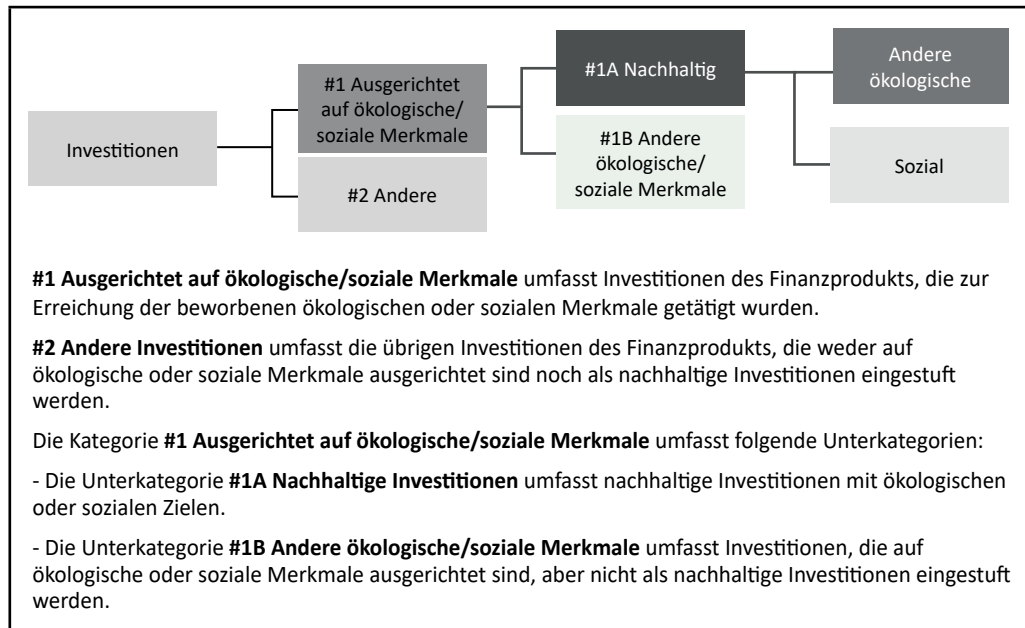 Investitionen
#1 Ausgerichtet
auf ökologische/
soziale Merkmale
#2 Andere
#1A Nachhaltig
#1B Andere
ökologische/
soziale Merkmale
Andere
ökologische
Sozial
#1 Ausgerichtet auf ökologische/soziale Merkmale umfasst Investitionen des Finanzprodukts, die zur
Erreichung der beworbenen ökologischen oder sozialen Merkmale getätigt wurden.
#2 Andere Investitionen umfasst die übrigen Investitionen des Finanzprodukts, die weder auf
ökologische oder soziale Merkmale ausgerichtet sind noch als nachhaltige Investitionen eingestuft
werden.
Die Kategorie #1 Ausgerichtet auf ökologische/soziale Merkmale umfasst folgende Unterkategorien:
- Die Unterkategorie #1A Nachhaltige Investitionen umfasst nachhaltige Investitionen mit ökologischen
oder sozialen Zielen.
- Die Unterkategorie #1B Andere ökologische/soziale Merkmale umfasst Investitionen, die auf
ökologische oder soziale Merkmale ausgerichtet sind, aber nicht als nachhaltige Investitionen eingestuft
werden.